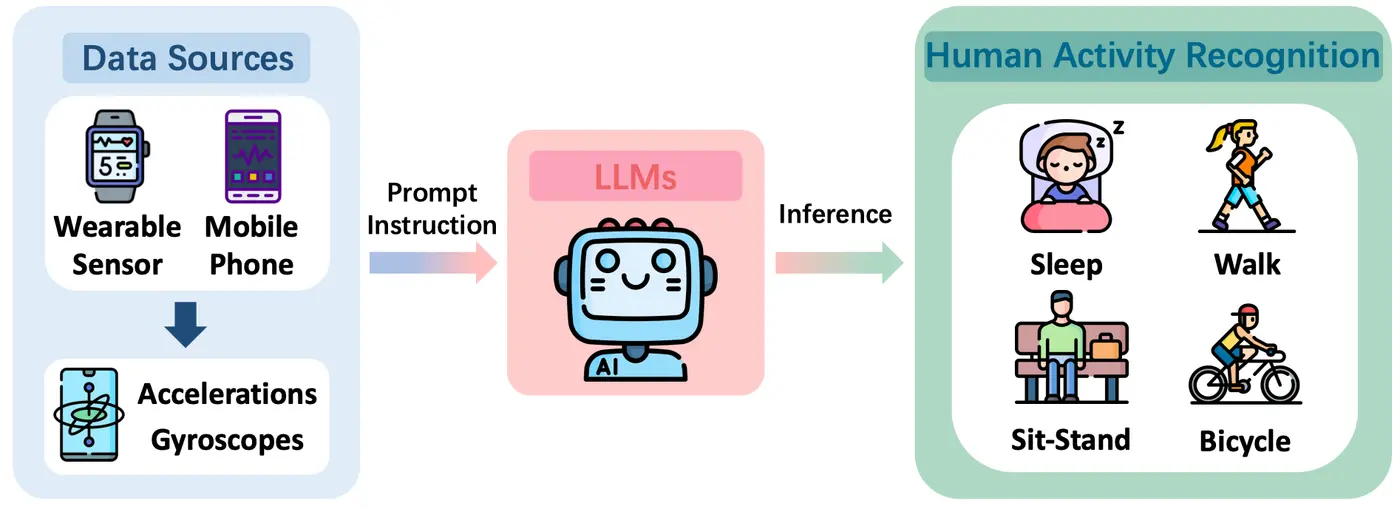 Data Sources
5
Wearable
Sensor
Mobile
Phone
Accelerations
Gyroscopes
Prompt
Instruction
LLMs
AI
Inference
Human Activity Recognition
z
z
Sleep
Walk
Sit-Stand
Bicycle